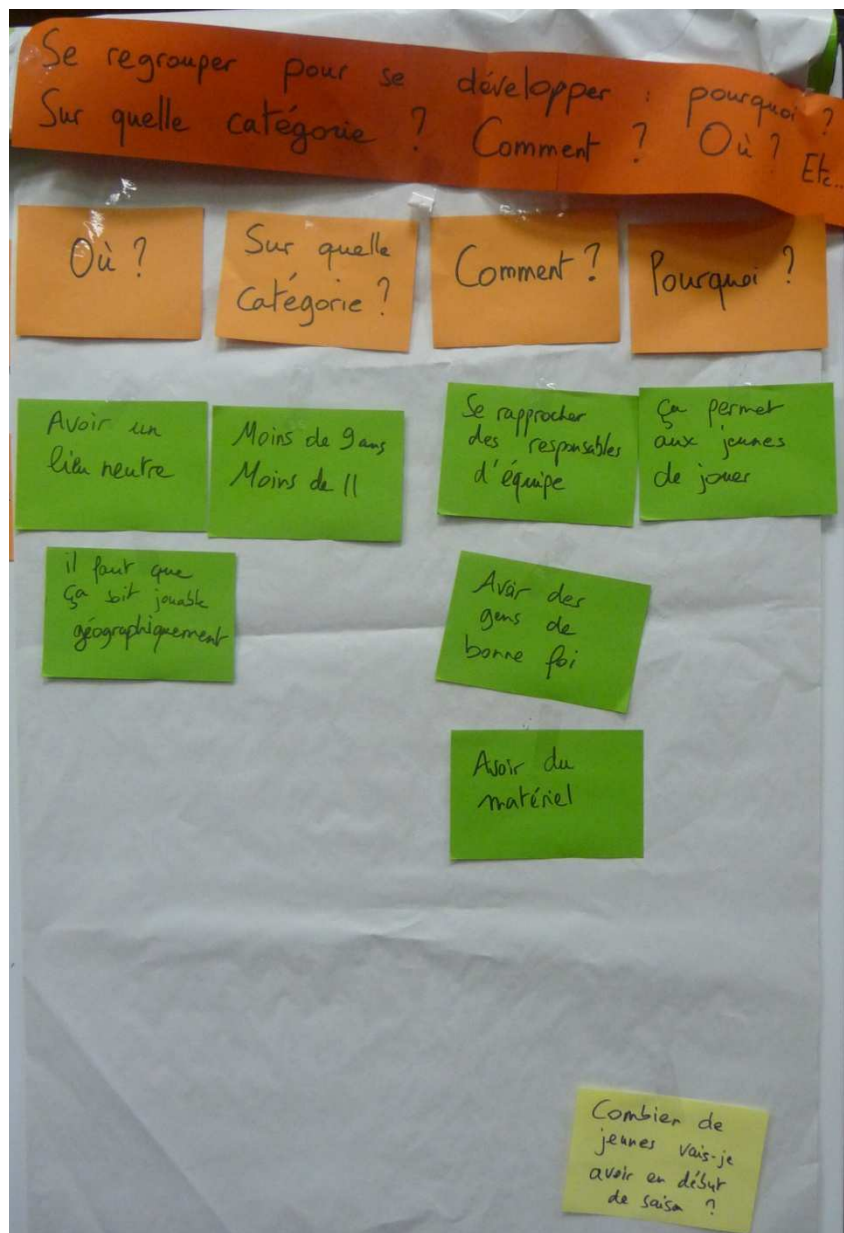 Se regrouper pour se développer : pourquoi ?
Sur quelle catégorie ? Comment ? Où ? Etc...
Où ?
Sur quelle
catégorie ?
Comment ?
Pourquoi ?
Avoir un
lieu neutre
il faut que
ça soit jouable
géographiquement
Moins de 9 ans
Moins de 11
Se rapprocher
des responsables
d'équipe
Avoir des
gens de
bonne foi
Avoir du
matériel
ça permet
aux jeunes
de jouer
Combien de
jeunes vais-je
avoir en début
de saison ?